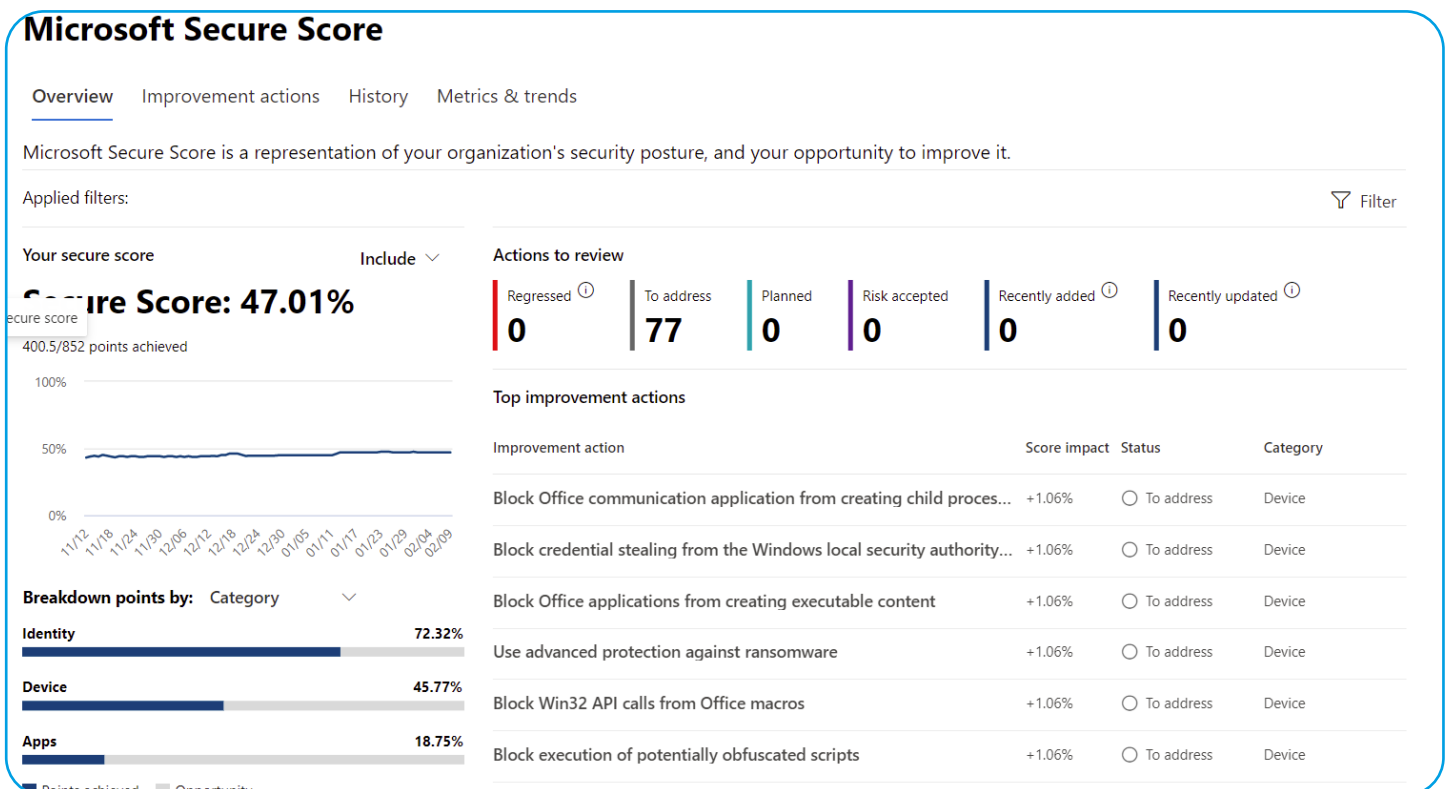 Microsoft Secure Score
Overview Improvement actions History Metrics & trends
Microsoft Secure Score is a representation of your organization's security posture, and your opportunity to improve it.
Applied filters:
Filter
Your secure score Include
Secure Score: 47.01%
ecure score
400.5/852 points achieved
100%
50%
0%
11/12 11/18 11/24 11/30 12/06 12/12 12/18 12/24 12/30 01/05 01/11 01/17 01/23 01/29 02/04 02/09
Breakdown points by: Category
Identity 72.32%
Device 45.77%
Apps 18.75%
Points achieved Opportunity
Actions to review
Regressed To address Planned Risk accepted Recently added Recently updated
0 77 0 0 0 0
Top improvement actions
Improvement action Score impact Status Category
Block Office communication application from creating child proces... +1.06% To address Device
Block credential stealing from the Windows local security authority... +1.06% To address Device
Block Office applications from creating executable content +1.06% To address Device
Use advanced protection against ransomware +1.06% To address Device
Block Win32 API calls from Office macros +1.06% To address Device
Block execution of potentially obfuscated scripts +1.06% To address Device